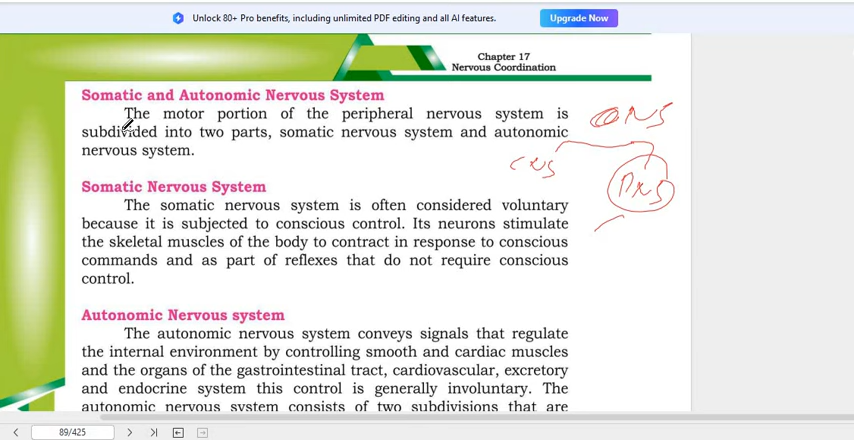 Unlock 80+ Pro benefits, including unlimited PDF editing and all AI features.
Upgrade Now
Chapter 17
Nervous Coordination
Somatic and Autonomic Nervous System
The motor portion of the peripheral nervous system is
subdivided into two parts, somatic nervous system and autonomic
nervous system.
CNS
PNS
Somatic Nervous System
The somatic nervous system is often considered voluntary
because it is subjected to conscious control. Its neurons stimulate
the skeletal muscles of the body to contract in response to conscious
commands and as part of reflexes that do not require conscious
control.
Autonomic Nervous system
The autonomic nervous system conveys signals that regulate
the internal environment by controlling smooth and cardiac muscles
and the organs of the gastrointestinal tract, cardiovascular, excretory
and endocrine system this control is generally involuntary. The
autonomic nervous system consists of two subdivisions that are
89/425